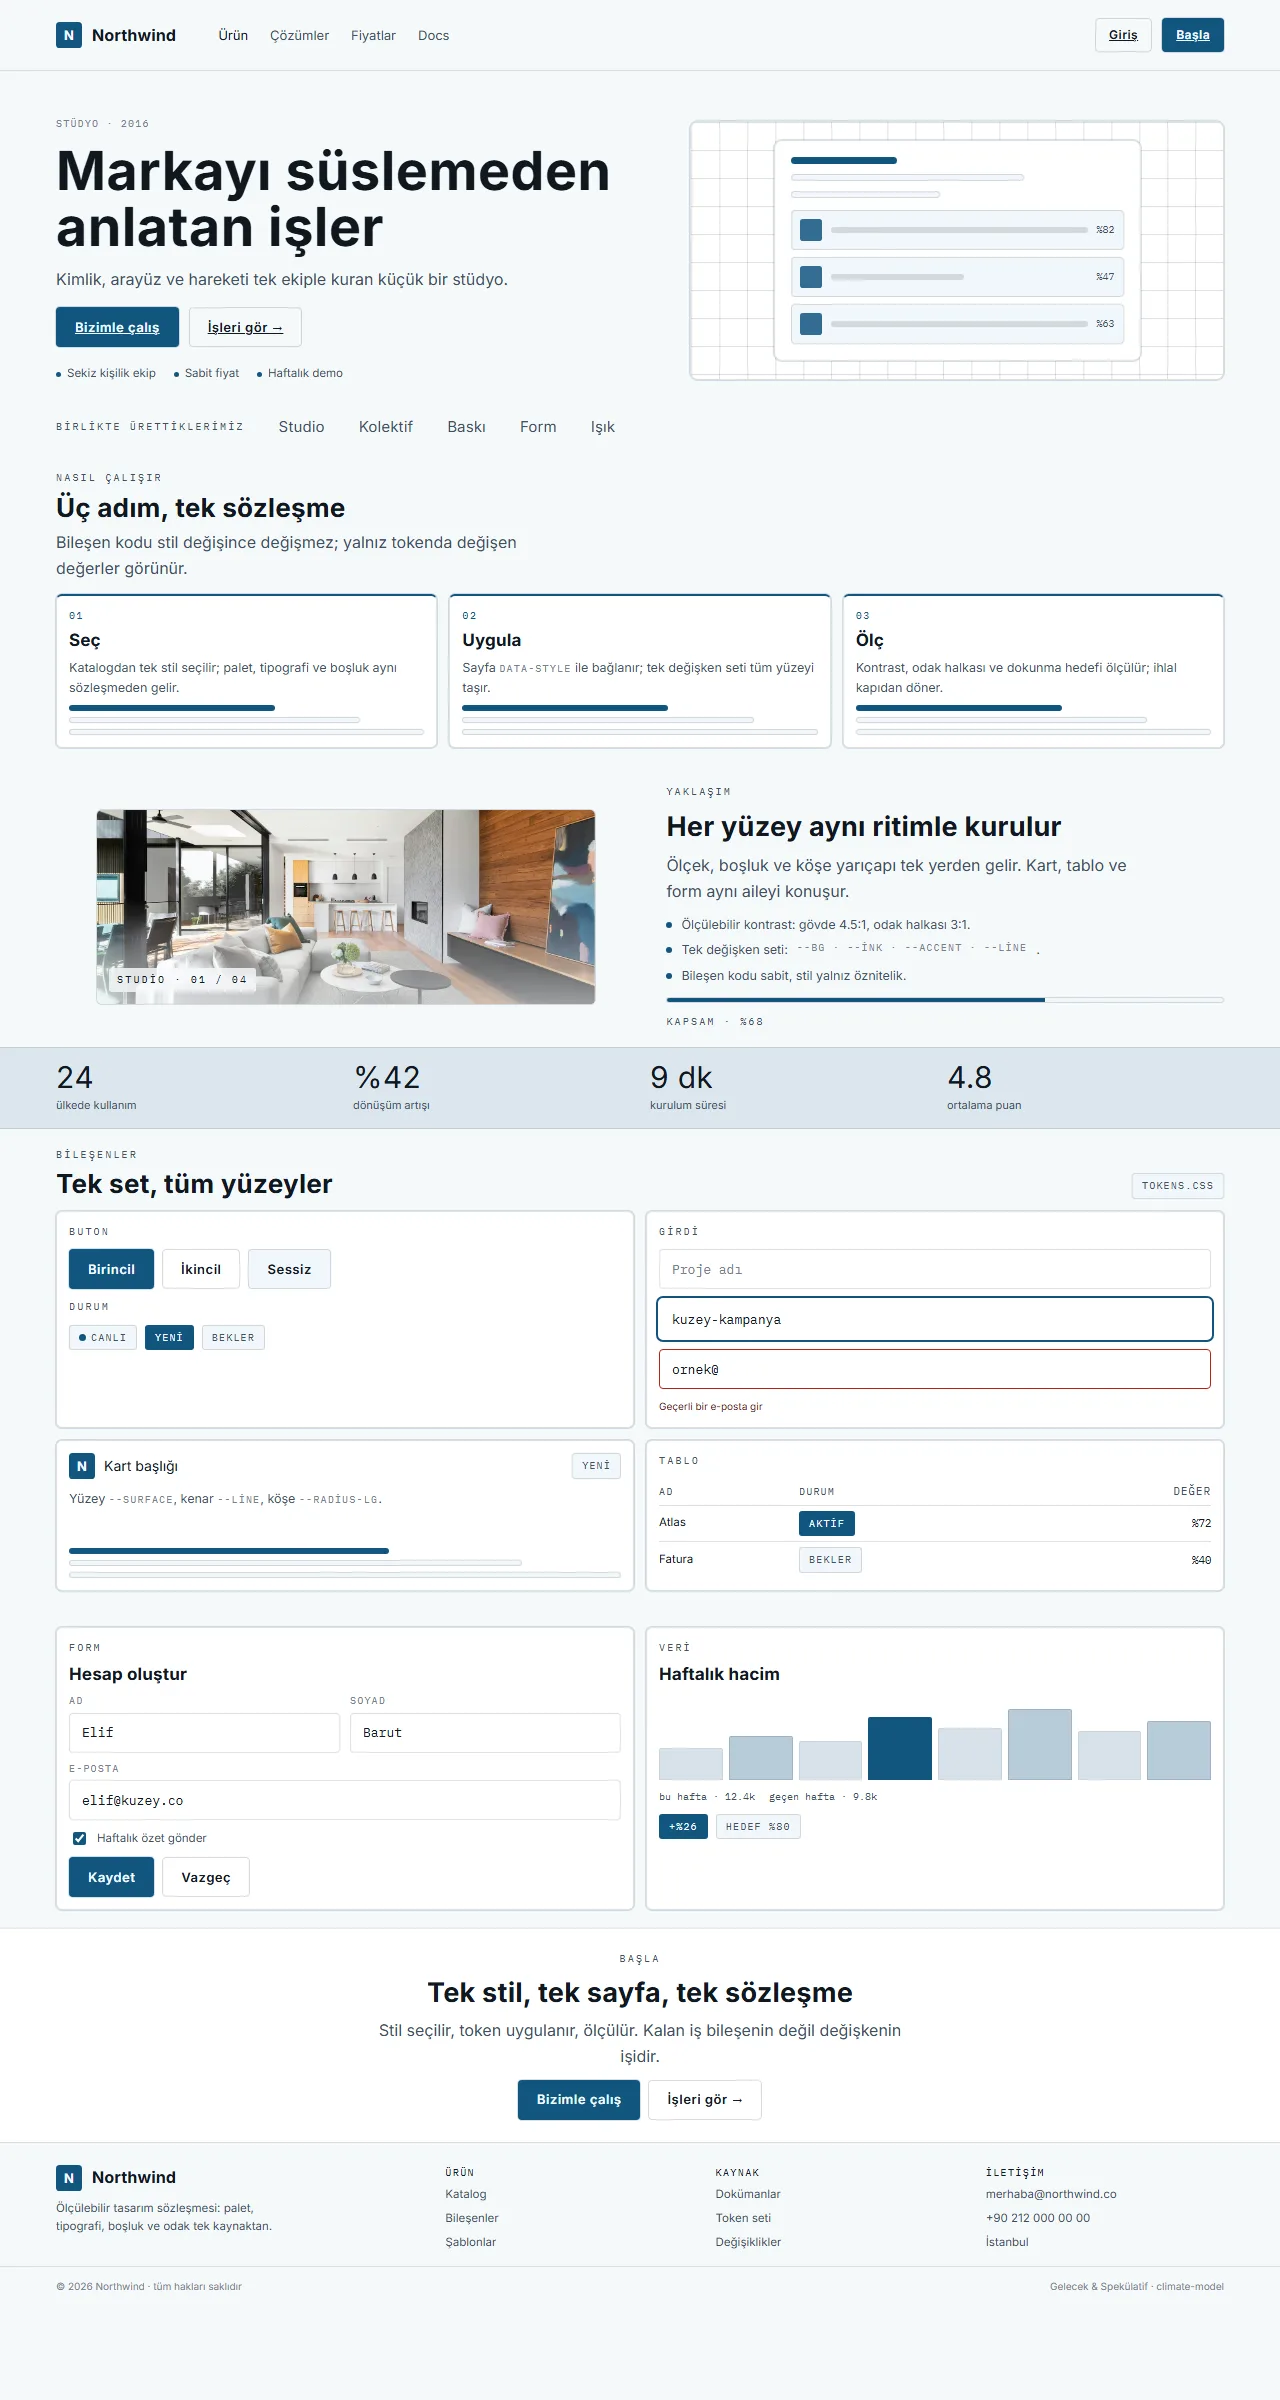 N Northwind Ürün Çözümler Fiyatlar Docs Giriş Başla
STÜDYO · 2016
Markayı süslemeden
anlatan işler
Kimlik, arayüz ve hareketi tek ekiple kuran küçük bir stüdyo.
Bizimle çalış İşleri gör →
Sekiz kişilik ekip Sabit fiyat Haftalık demo
%82
%47
%63
BİRLİKTE ÜRETTİKLERİMİZ Studio Kolektif Baskı Form Işık
NASIL ÇALIŞIR
Üç adım, tek sözleşme
Bileşen kodu stil değişince değişmez; yalnız tokenda değişen
değerler görünür.
01
Seç
Katalogdan tek stil seçilir; palet, tipografi ve boşluk aynı
sözleşmeden gelir.
02
Uygula
Sayfa DATA-STYLE ile bağlanır; tek değişken seti tüm yüzeyi
taşır.
03
Ölç
Kontrast, odak halkası ve dokunma hedefi ölçülür; ihlal
kapıdan döner.
STUDİO · 01 / 04
YAKLAŞIM
Her yüzey aynı ritimle kurulur
Ölçek, boşluk ve köşe yarıçapı tek yerden gelir. Kart, tablo ve
form aynı aileyi konuşur.
Ölçülebilir kontrast: gövde 4.5:1, odak halkası 3:1.
Tek değişken seti: --BG · --İNK · --ACCENT · --LİNE .
Bileşen kodu sabit, stil yalnız öznitelik.
KAPSAM · %68
24 %42 9 dk 4.8
ülkede kullanım dönüşüm artışı kurulum süresi ortalama puan
BİLEŞENLER
Tek set, tüm yüzeyler
TOKENS.CSS
BUTON
Birincil İkincil Sessiz
DURUM
CANLI YENİ BEKLER
GİRDİ
Proje adı
kuzey-kampanya
ornek@
Geçerli bir e-posta gir
N Kart başlığı YENİ
Yüzey --SURFACE, kenar --LİNE, köşe --RADİUS-LG.
TABLO
AD DURUM DEĞER
Atlas AKTİF %72
Fatura BEKLER %40
FORM
Hesap oluştur
AD SOYAD
Elif Barut
E-POSTA
elif@kuzey.co
Haftalık özet gönder
Kaydet Vazgeç
VERİ
Haftalık hacim
bu hafta · 12.4k geçen hafta · 9.8k
+%26 HEDEF %80
BAŞLA
Tek stil, tek sayfa, tek sözleşme
Stil seçilir, token uygulanır, ölçülür. Kalan iş bileşenin değil değişkenin
işidir.
Bizimle çalış İşleri gör →
N Northwind
Ölçülebilir tasarım sözleşmesi: palet,
tipografi, boşluk ve odak tek kaynaktan.
ÜRÜN
Katalog
Bileşenler
Şablonlar
KAYNAK
Dokümanlar
Token seti
Değişiklikler
İLETİŞİM
merhaba@northwind.co
+90 212 000 00 00
İstanbul
© 2026 Northwind · tüm hakları saklıdır
Gelecek & Spekülatif · climate-model